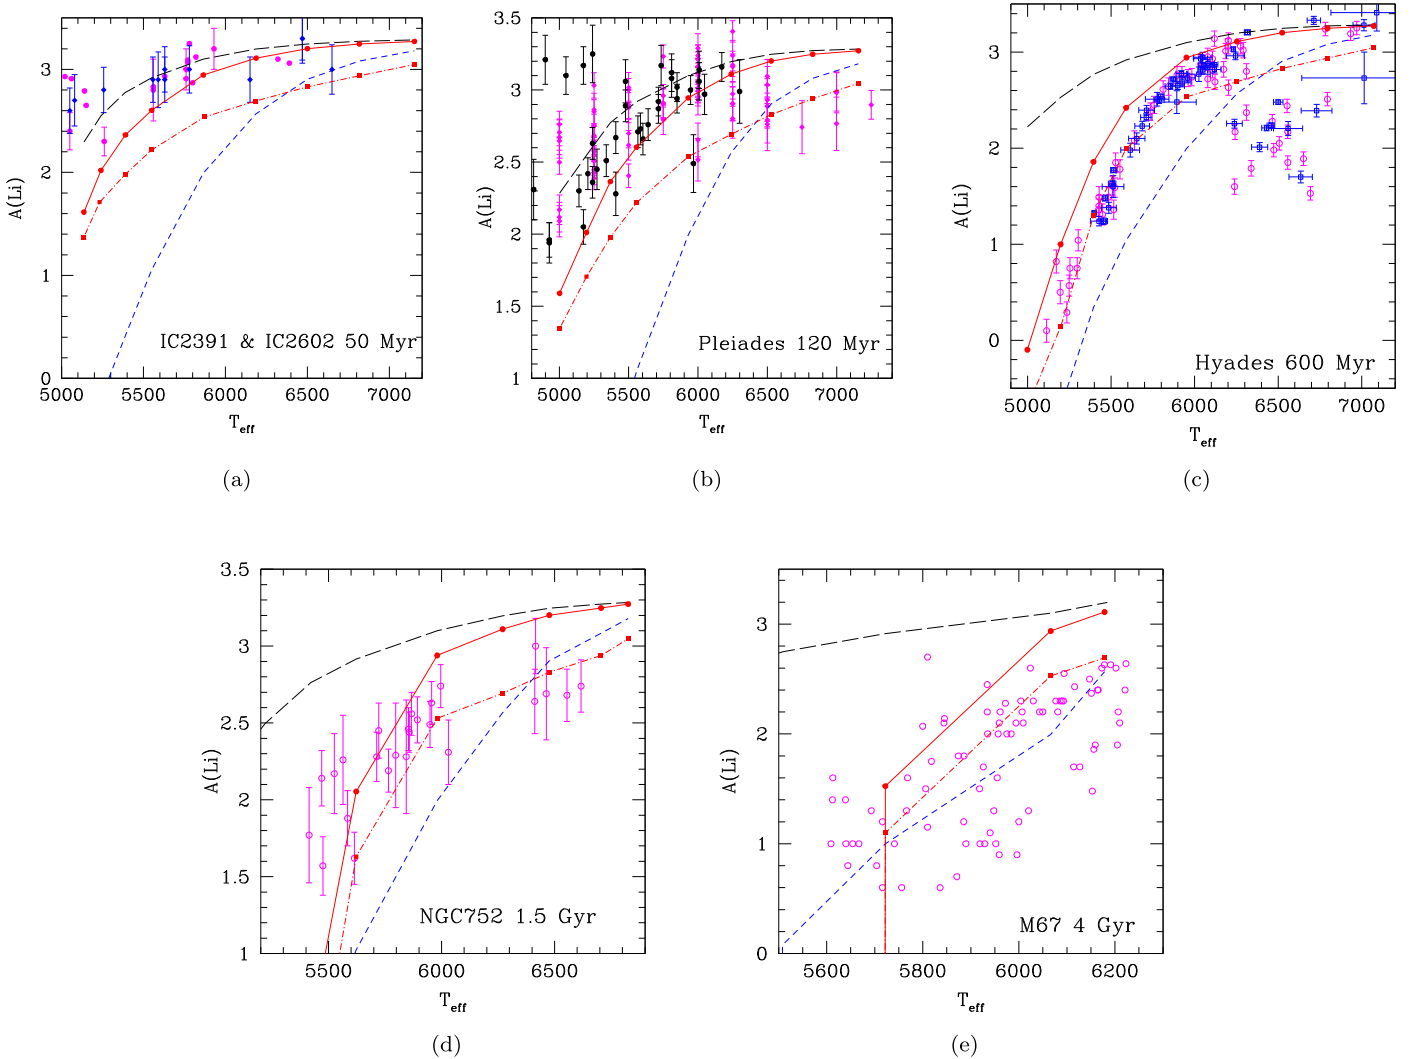 3
2
1
0
A(Li)
IC2391 & IC2602 50 Myr
5000 5500 6000 6500 7000
Teff
(a)
3.5
3
2.5
2
1.5
1
A(Li)
Pleiades 120 Myr
5000 5500 6000 6500 7000
Teff
(b)
3
2
1
0
A(Li)
Hyades 600 Myr
5000 5500 6000 6500 7000
Teff
(c)
3.5
3
2.5
2
1.5
1
A(Li)
NGC752 1.5 Gyr
5500 6000 6500
Teff
(d)
3
2
1
0
A(Li)
M67 4 Gyr
5600 5800 6000 6200
Teff
(e)